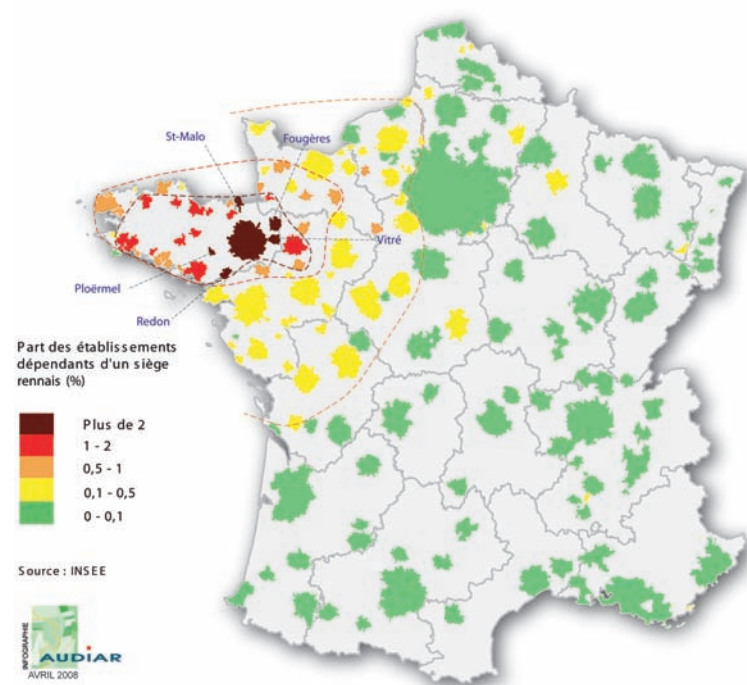 St-Malo
Fougères
Vitré
Ploërmel
Redon
Part des établissements
dépendants d'un siège
rennais (%)
Plus de 2
1 - 2
0,5 - 1
0,1 - 0,5
0 - 0,1
Source : INSEE
INFOGRAPHIE
AUDIAR
AVRIL 2008